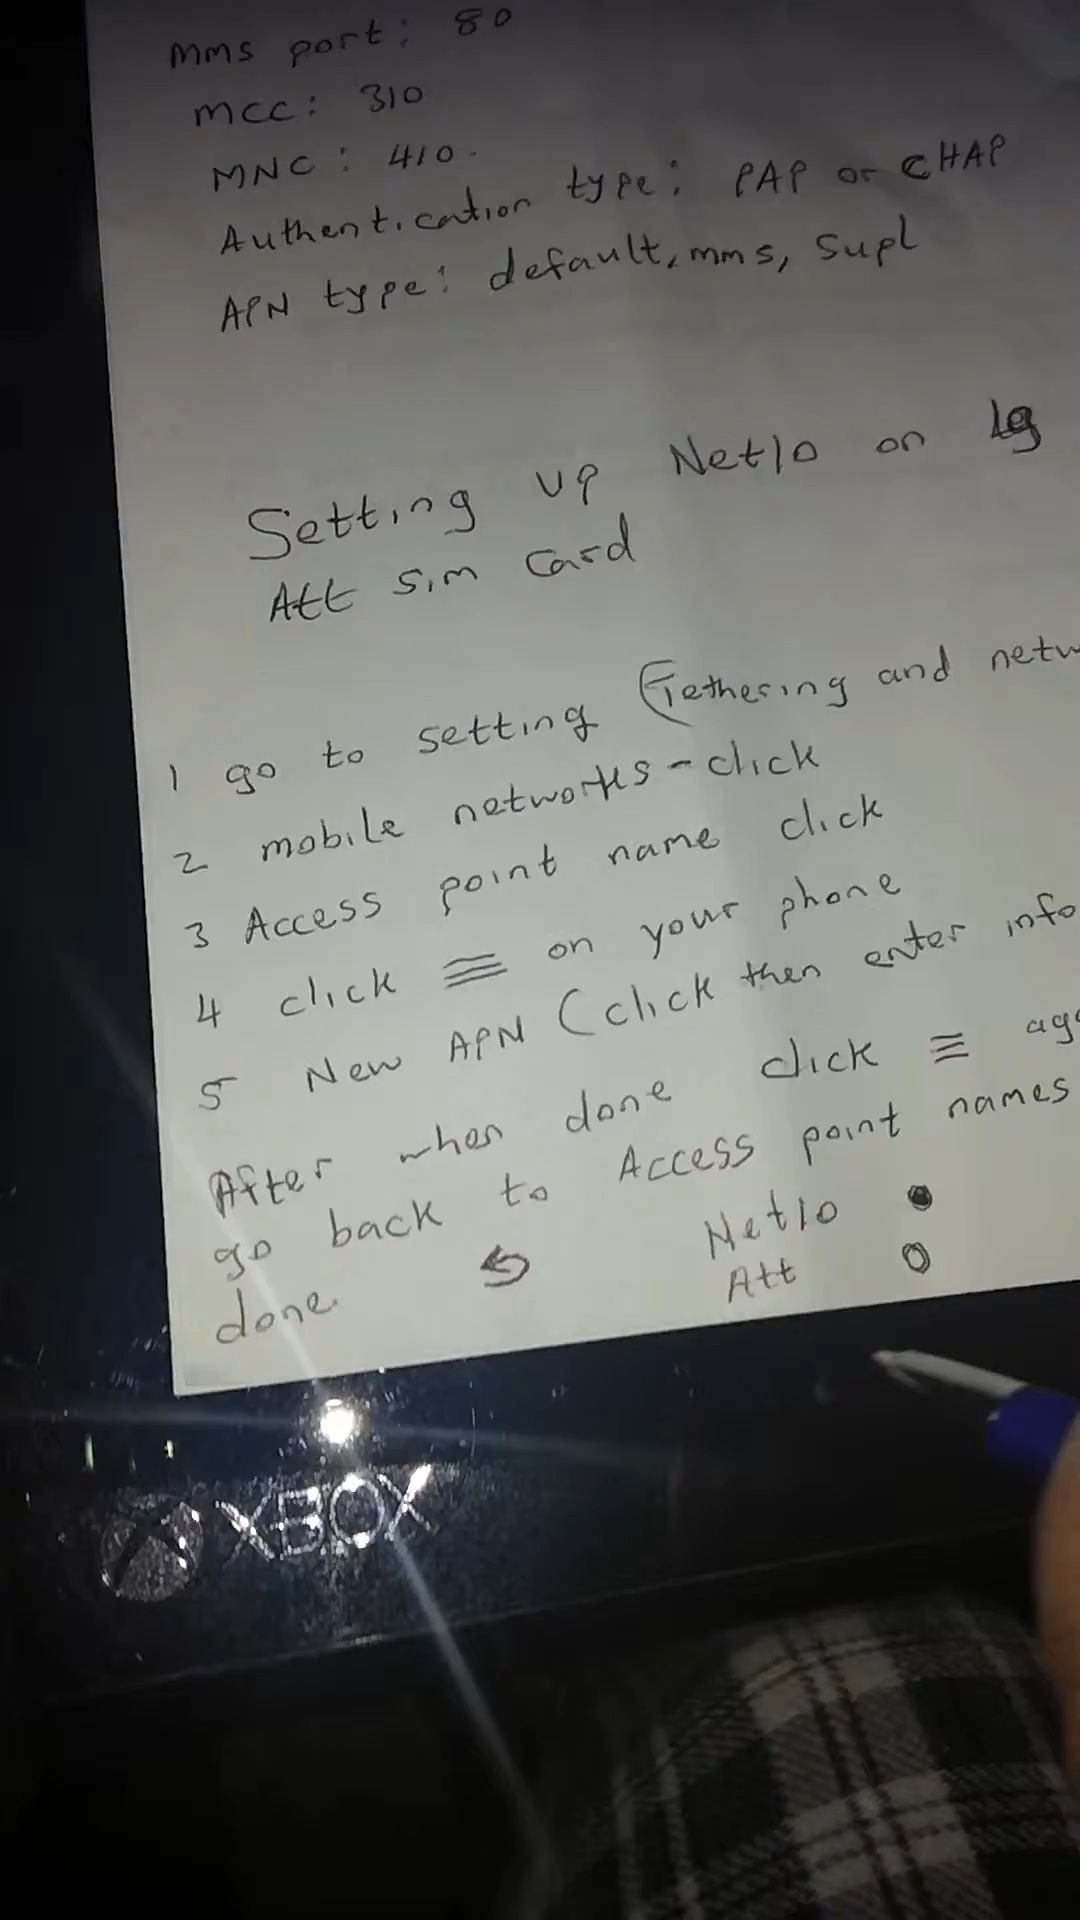 mms port: 80
MCC: 310
MNC: 410.
Authentication type: PAP or CHAP
APN type: default, mms, Supl
Setting up Net10 on Lg
Att sim card
1 go to setting (Tethering and netw
2 mobile networks - click
3 Access point name click
4 click ≡ on your phone
5 New APN (click then enter info
After when done click ≡ aga
go back to Access point names
done. Net10
Att
XBOX